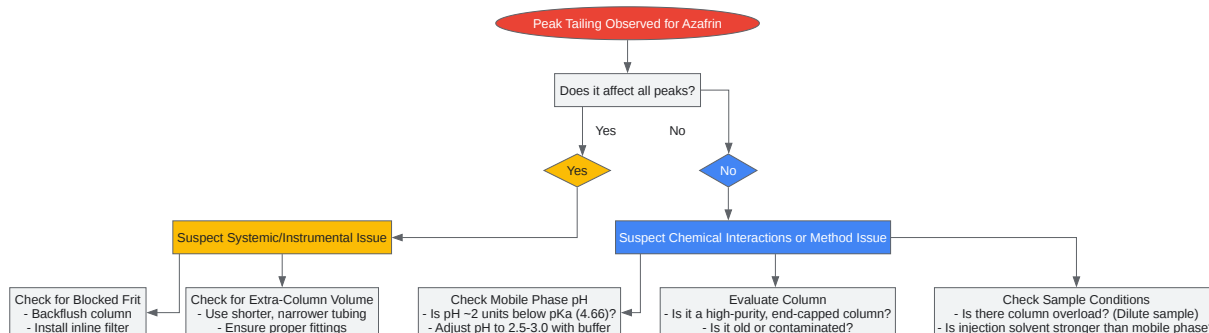 Peak Tailing Observed for Azafrin
Does it affect all peaks?
Yes
No
Yes
No
Suspect Systemic/Instrumental Issue
Suspect Chemical Interactions or Method Issue
Check for Blocked Frit
- Backflush column
- Install inline filter
Check for Extra-Column Volume
- Use shorter, narrower tubing
- Ensure proper fittings
Check Mobile Phase pH
- Is pH ~2 units below pKa (4.66)?
- Adjust pH to 2.5-3.0 with buffer
Evaluate Column
- Is it a high-purity, end-capped column?
- Is it old or contaminated?
Check Sample Conditions
- Is there column overload? (Dilute sample)
- Is injection solvent stronger than mobile phase